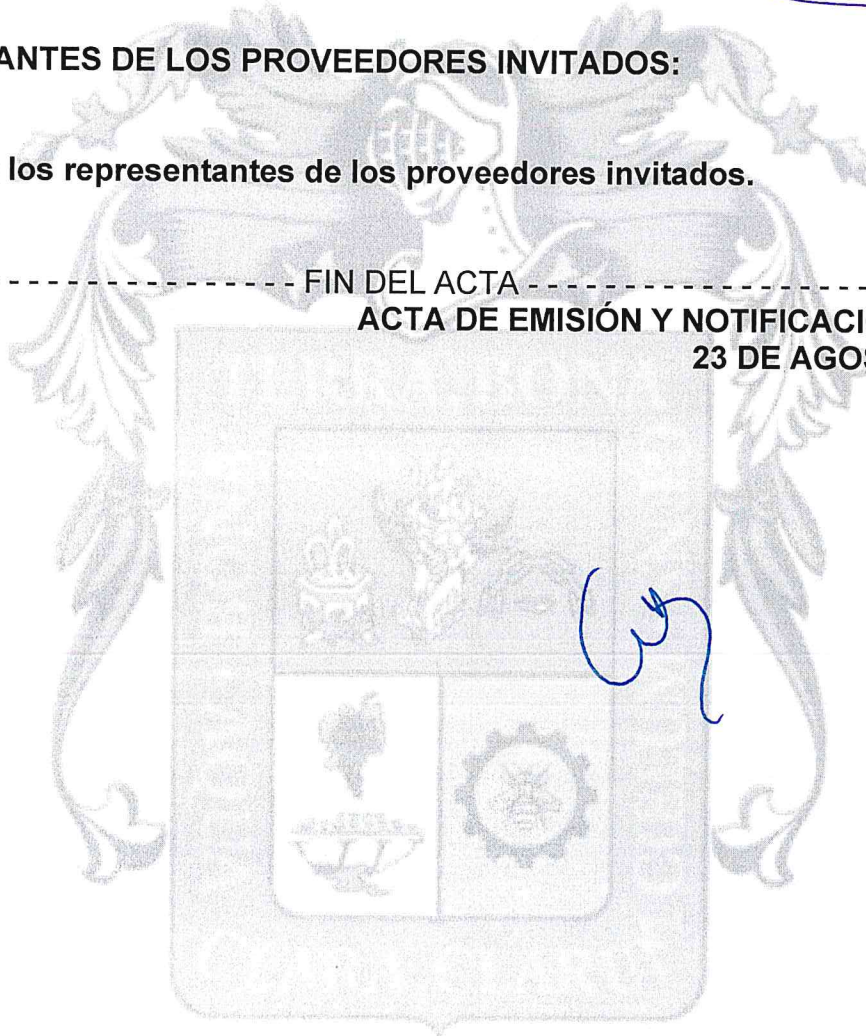 ANTES DE LOS PROVEEDORES INVITADOS:
los representantes de los proveedores invitados.
- - - - - - - - - - - - - - - - FIN DEL ACTA - - - - - - - - - - - - - - - - - - -
ACTA DE EMISIÓN Y NOTIFICACI
23 DE AGOS